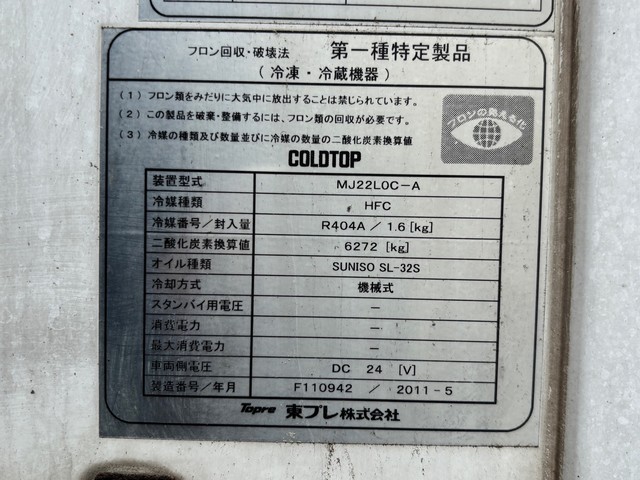 フロン回収・破壊法 第一種特定製品
(冷凍・冷蔵機器)
(1) フロン類をみだりに大気中に放出することは禁じられています。
(2) この製品を廃棄・整備するには、フロン類の回収が必要です。
(3) 冷媒の種類及び数量並びに冷媒の数量の二酸化炭素換算値
フロンの見える化
COLDTOP
装置型式 MJ22LOC-A
冷媒種類 HFC
冷媒番号/封入量 R404A / 1.6 [kg]
二酸化炭素換算値 6272 [kg]
オイル種類 SUNISO SL-32S
冷却方式 機械式
スタンバイ用電圧 —
消費電力 —
最大消費電力 —
車両側電圧 DC 24 [V]
製造番号/年月 F110942 / 2011-5
Topre 東プレ株式会社